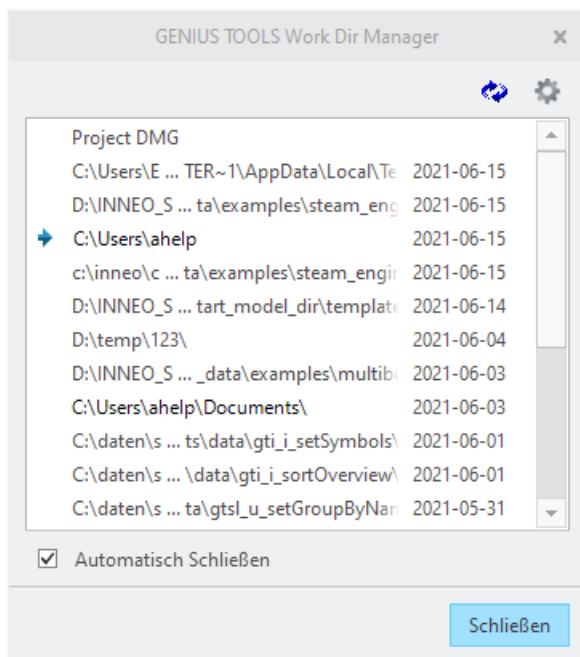 GENIUS TOOLS Work Dir Manager
Project DMG
C:\Users\E ... TER~1\AppData\Local\Te 2021-06-15
D:\INNEO_S ... ta\examples\steam_eng 2021-06-15
C:\Users\ahelp 2021-06-15
c:\inneo\c ... ta\examples\steam_engi 2021-06-15
D:\INNEO_S ... tart_model_dir\template 2021-06-14
D:\temp\123\ 2021-06-04
D:\INNEO_S ... _data\examples\multibo 2021-06-03
C:\Users\ahelp\Documents\ 2021-06-03
C:\daten\s ... ts\data\gti_i_setSymbols\ 2021-06-01
C:\daten\s ... \data\gti_i_sortOverview\ 2021-06-01
C:\daten\s ... ta\gtsl_u_setGroupByNam 2021-05-31
Automatisch Schließen
Schließen